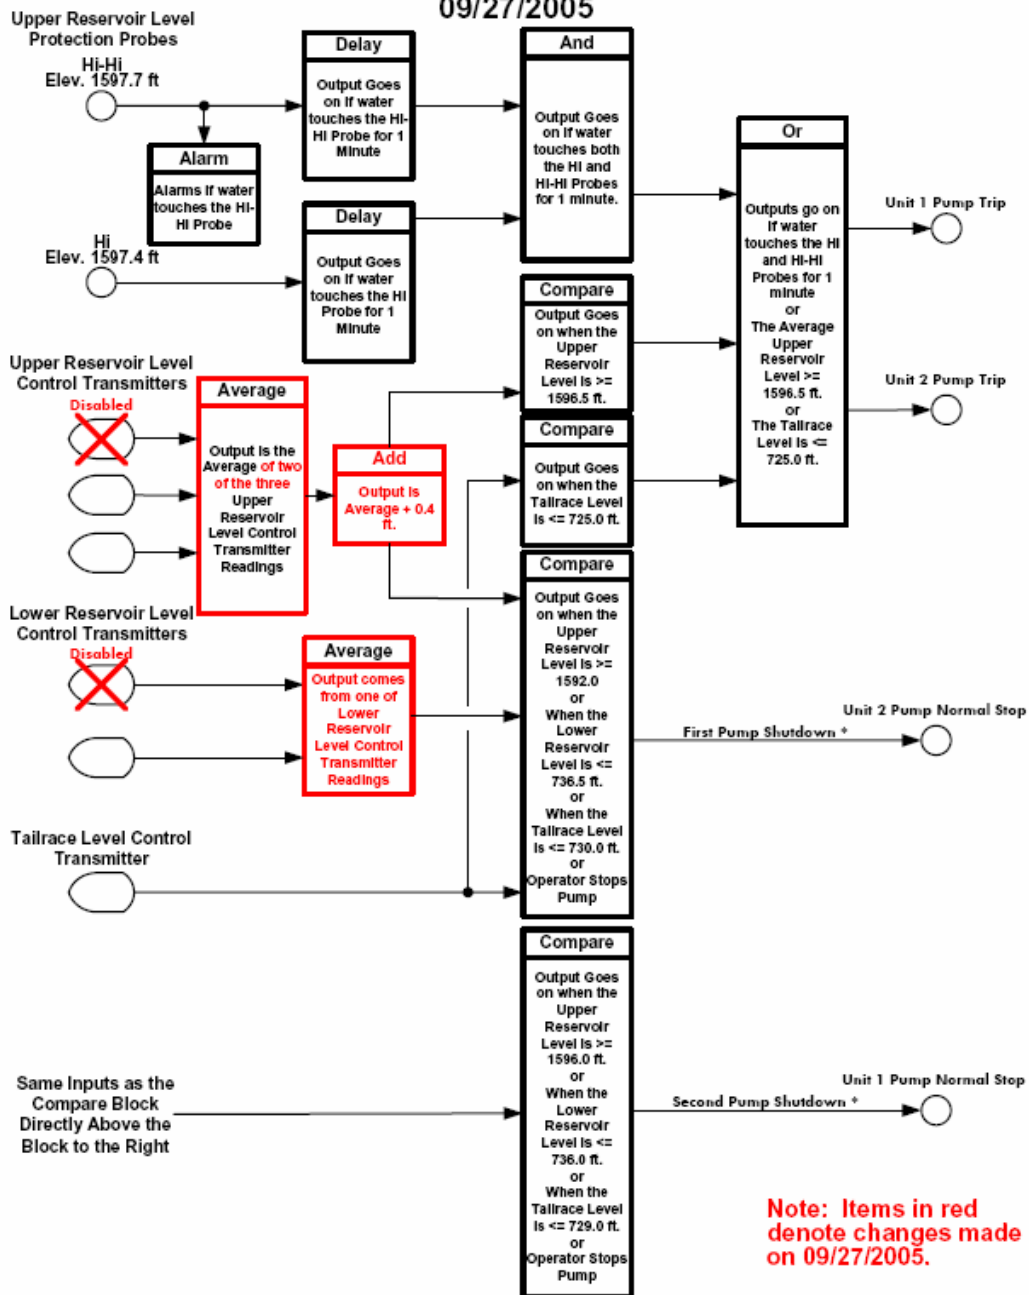 09/27/2005
Upper Reservoir Level
Protection Probes
Hi-Hi
Elev. 1597.7 ft
Delay
Output Goes
on if water
touches the Hi-
Hi Probe for 1
Minute
Alarm
Alarms if water
touches the Hi-
Hi Probe
Hi
Elev. 1597.4 ft
Delay
Output Goes
on if water
touches the Hi
Probe for 1
Minute
And
Output Goes
on if water
touches both
the Hi and
Hi-Hi Probes
for 1 minute.
Or
Outputs go on
if water
touches the Hi
and Hi-Hi
Probes for 1
minute
or
The Average
Upper
Reservoir
Level >=
1596.5 ft.
or
The Tailrace
Level is <=
725.0 ft.
Unit 1 Pump Trip
Unit 2 Pump Trip
Compare
Output Goes
on when the
Upper
Reservoir
Level is >=
1596.5 ft.
Compare
Output Goes
on when the
Tailrace Level
is <= 725.0 ft.
Upper Reservoir Level
Control Transmitters
Disabled
Average
Output is the
Average of two
of the three
Upper
Reservoir
Level Control
Transmitter
Readings
Add
Output is
Average + 0.4
ft.
Lower Reservoir Level
Control Transmitters
Disabled
Average
Output comes
from one of
Lower
Reservoir
Level Control
Transmitter
Readings
Compare
Output Goes
on when the
Upper
Reservoir
Level is >=
1592.0
or
When the
Lower
Reservoir
Level is <=
736.5 ft.
or
When the
Tailrace Level
is <= 730.0 ft.
or
Operator Stops
Pump
First Pump Shutdown *
Unit 2 Pump Normal Stop
Tailrace Level Control
Transmitter
Same Inputs as the
Compare Block
Directly Above the
Block to the Right
Compare
Output Goes
on when the
Upper
Reservoir
Level is >=
1596.0 ft.
or
When the
Lower
Reservoir
Level is <=
736.0 ft.
or
When the
Tailrace Level
is <= 729.0 ft.
or
Operator Stops
Pump
Second Pump Shutdown *
Unit 1 Pump Normal Stop
Note: Items in red
denote changes made
on 09/27/2005.